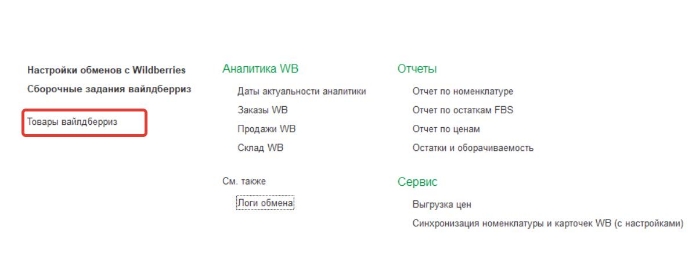 Настройки обменов с Wildberries
Сборочные задания вайлдберриз
Товары вайлдберриз
Аналитика WB
Даты актуальности аналитики
Заказы WB
Продажи WB
Склад WB
См. также
Логи обмена
Отчеты
Отчет по номенклатуре
Отчет по остаткам FBS
Отчет по ценам
Остатки и оборачиваемость
Сервис
Выгрузка цен
Синхронизация номенклатуры и карточек WB (с настройками)